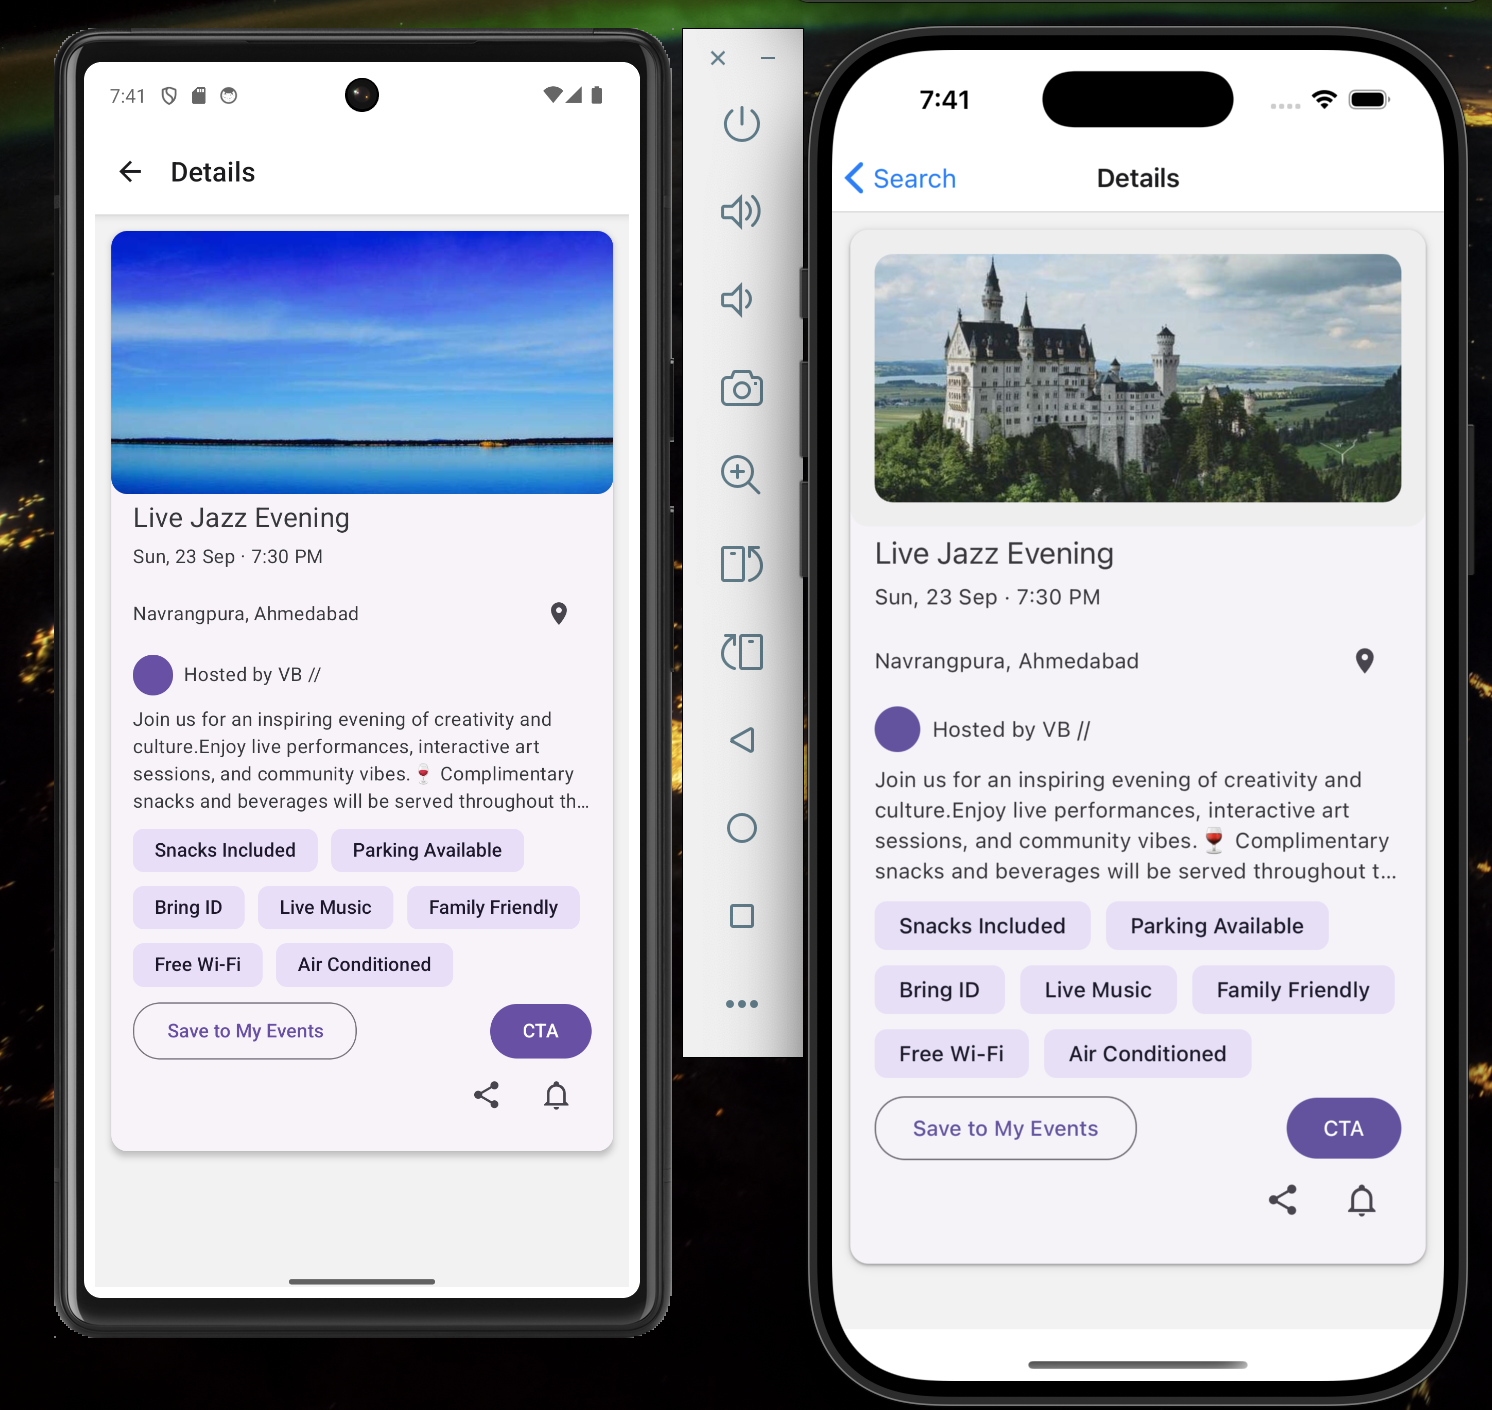 7:41
Details
Live Jazz Evening
Sun, 23 Sep · 7:30 PM
Navrangpura, Ahmedabad
Hosted by VB //
Join us for an inspiring evening of creativity and
culture.Enjoy live performances, interactive art
sessions, and community vibes.🍷 Complimentary
snacks and beverages will be served throughout th...
Snacks Included Parking Available
Bring ID Live Music Family Friendly
Free Wi-Fi Air Conditioned
Save to My Events CTA
7:41
Search Details
Live Jazz Evening
Sun, 23 Sep · 7:30 PM
Navrangpura, Ahmedabad
Hosted by VB //
Join us for an inspiring evening of creativity and
culture.Enjoy live performances, interactive art
sessions, and community vibes.🍷 Complimentary
snacks and beverages will be served throughout t...
Snacks Included Parking Available
Bring ID Live Music Family Friendly
Free Wi-Fi Air Conditioned
Save to My Events CTA